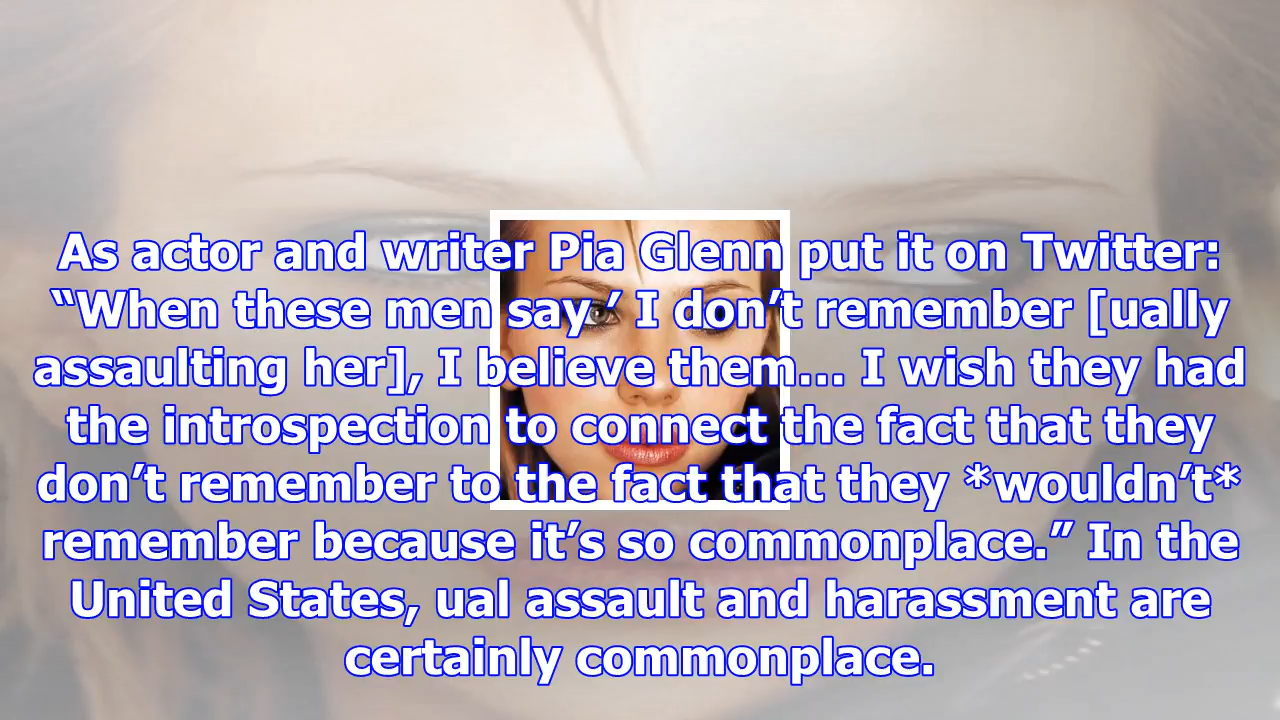 As actor and writer Pia Glenn put it on Twitter:
“When these men say ‘ I don’t remember [ually
assaulting her], I believe them... I wish they had
the introspection to connect the fact that they
don’t remember to the fact that they *wouldn’t*
remember because it’s so commonplace.” In the
United States, ual assault and harassment are
certainly commonplace.